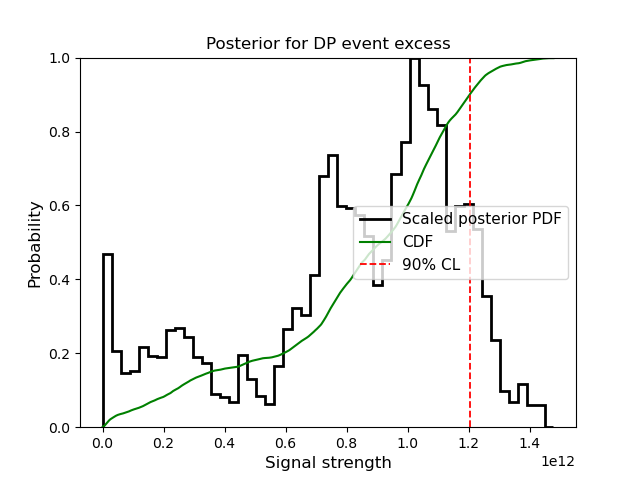 Posterior for DP event excess
Probability
1.0
0.8
0.6
0.4
0.2
0.0
Scaled posterior PDF
CDF
90% CL
0.0 0.2 0.4 0.6 0.8 1.0 1.2 1.4
1e12
Signal strength